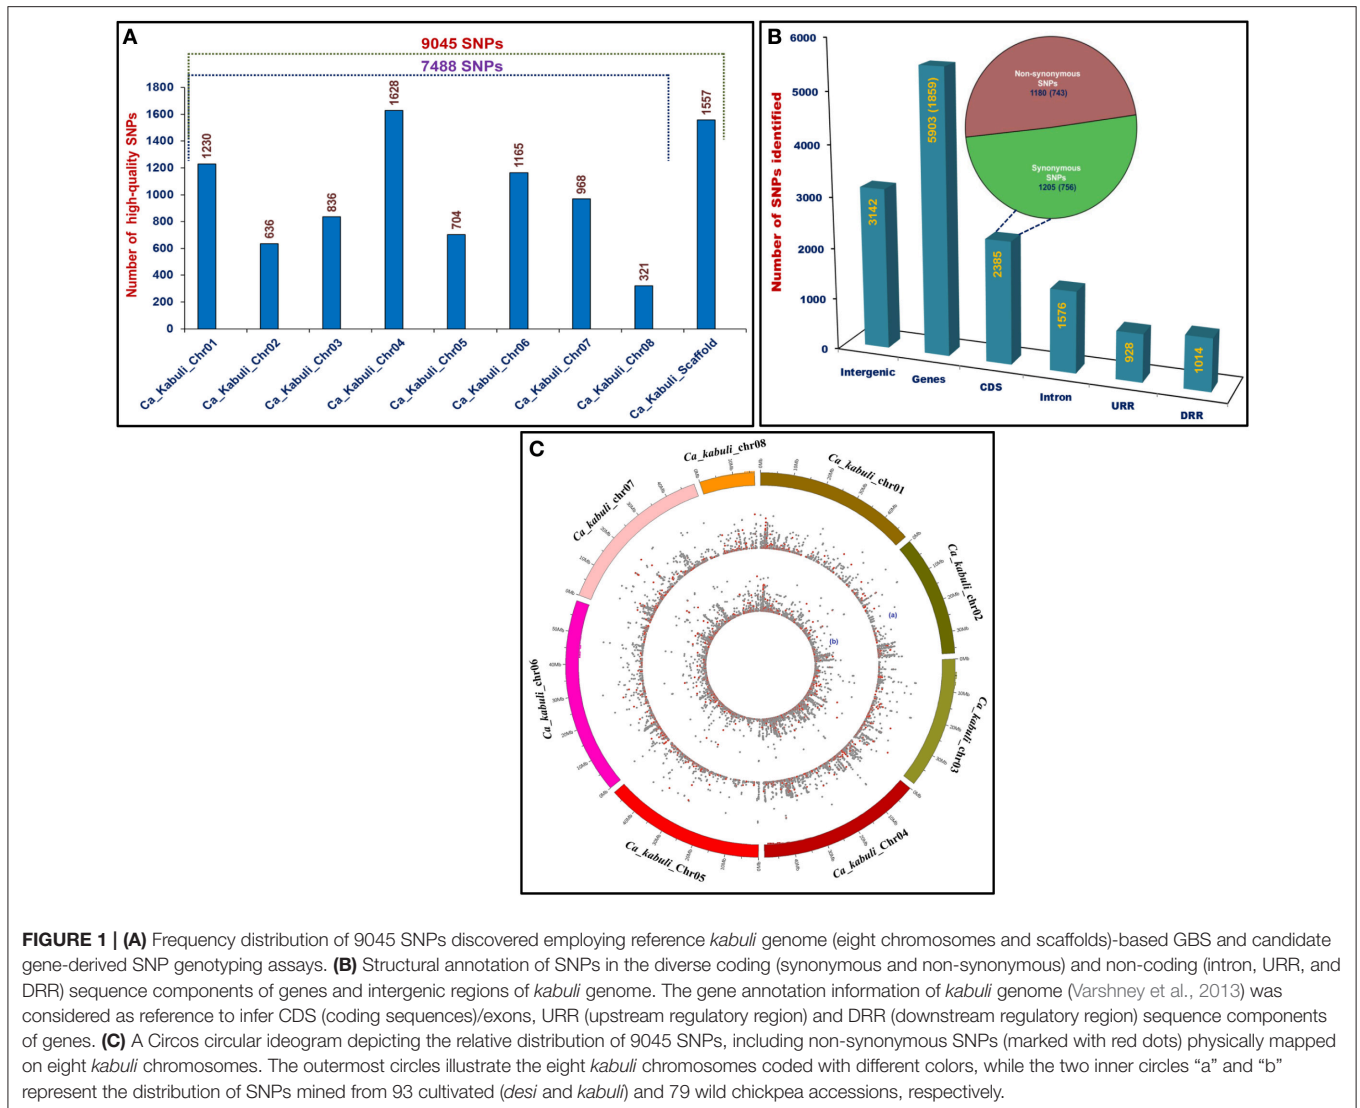 A
9045 SNPs
7488 SNPs
Number of high-quality SNPs
1800
1600
1400
1200
1000
800
600
400
200
0
1230
636
836
1628
704
1165
968
321
1557
Ca_Kabuli_Chr01
Ca_Kabuli_Chr02
Ca_Kabuli_Chr03
Ca_Kabuli_Chr04
Ca_Kabuli_Chr05
Ca_Kabuli_Chr06
Ca_Kabuli_Chr07
Ca_Kabuli_Chr08
Ca_Kabuli_Scaffold
B
Number of SNPs identified
6000
5000
4000
3000
2000
1000
0
Non-synonymous
SNPs
1180 (743)
Synonymous
SNPs
1205 (756)
3142
5903 (1859)
2385
1576
928
1014
Intergenic
Genes
CDS
Intron
URR
DRR
C
Ca_kabuli_chr08
Ca_kabuli_chr01
Ca_kabuli_chr02
Ca_kabuli_chr03
Ca_kabuli_Chr04
Ca_kabuli_Chr05
Ca_kabuli_chr06
Ca_kabuli_chr07
(a)
(b)
FIGURE 1 | (A) Frequency distribution of 9045 SNPs discovered employing reference kabuli genome (eight chromosomes and scaffolds)-based GBS and candidate
gene-derived SNP genotyping assays. (B) Structural annotation of SNPs in the diverse coding (synonymous and non-synonymous) and non-coding (intron, URR, and
DRR) sequence components of genes and intergenic regions of kabuli genome. The gene annotation information of kabuli genome (Varshney et al., 2013) was
considered as reference to infer CDS (coding sequences)/exons, URR (upstream regulatory region) and DRR (downstream regulatory region) sequence components
of genes. (C) A Circos circular ideogram depicting the relative distribution of 9045 SNPs, including non-synonymous SNPs (marked with red dots) physically mapped
on eight kabuli chromosomes. The outermost circles illustrate the eight kabuli chromosomes coded with different colors, while the two inner circles “a” and “b”
represent the distribution of SNPs mined from 93 cultivated (desi and kabuli) and 79 wild chickpea accessions, respectively.